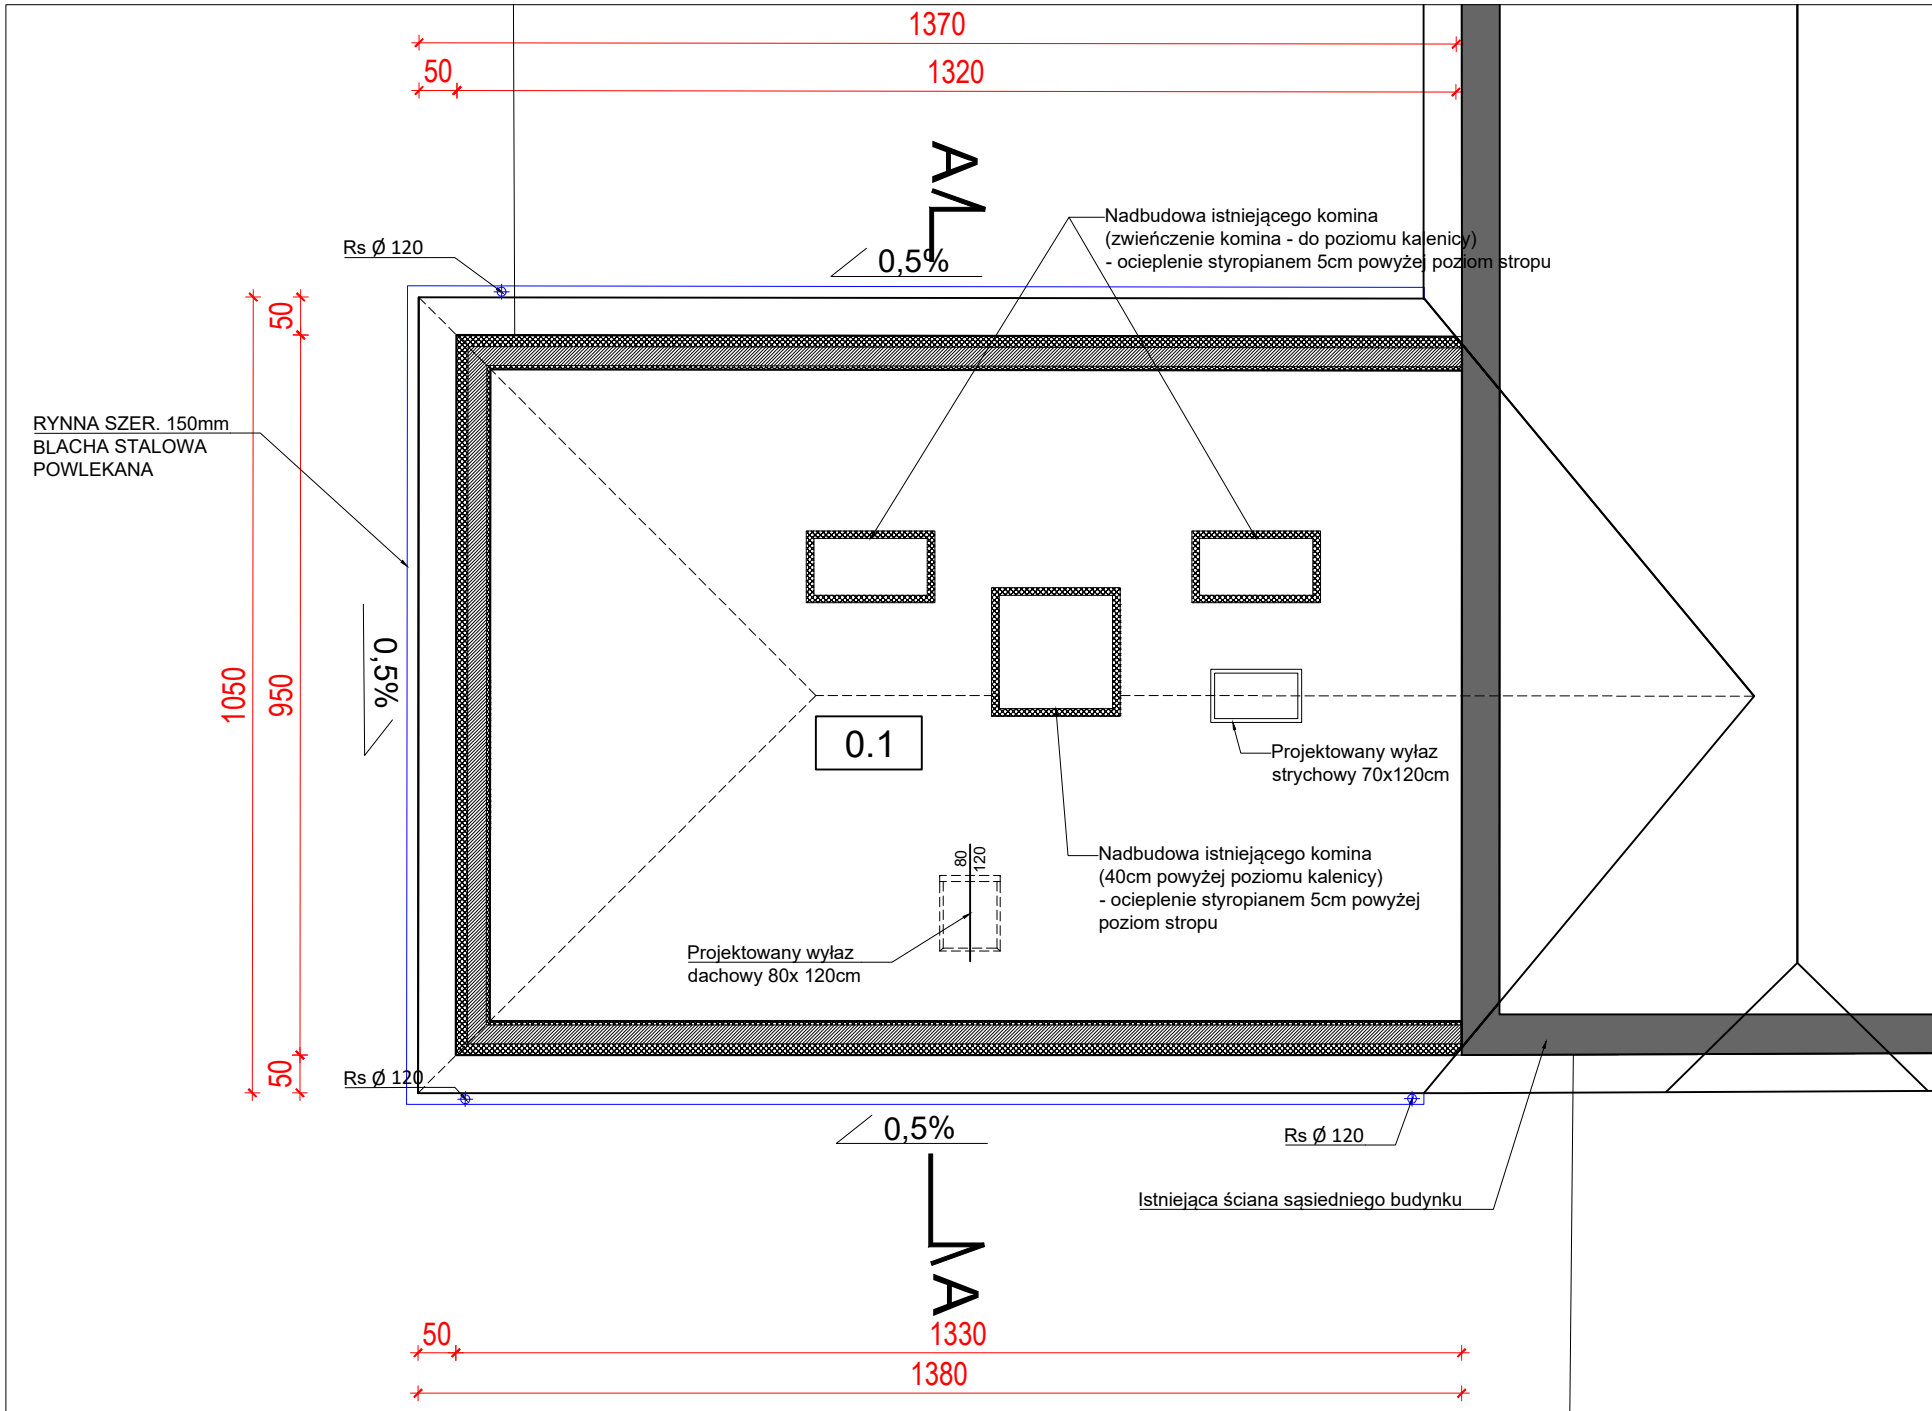 1370
50
1320
A
Nadbudowa istniejącego komina
(zwieńczenie komina - do poziomu kalenicy)
- ocieplenie styropianem 5cm powyżej poziom stropu
Rs Ø 120
0,5%
50
RYNNA SZER. 150mm
BLACHA STALOWA
POWLEKANA
0,5%
1050
950
0.1
Projektowany wyłaz
strychowy 70x120cm
80
120
Nadbudowa istniejącego komina
(40cm powyżej poziomu kalenicy)
- ocieplenie styropianem 5cm powyżej
poziom stropu
Projektowany wyłaz
dachowy 80x 120cm
50
Rs Ø 120
0,5%
Rs Ø 120
Istniejąca ściana sąsiedniego budynku
A
50
1330
1380